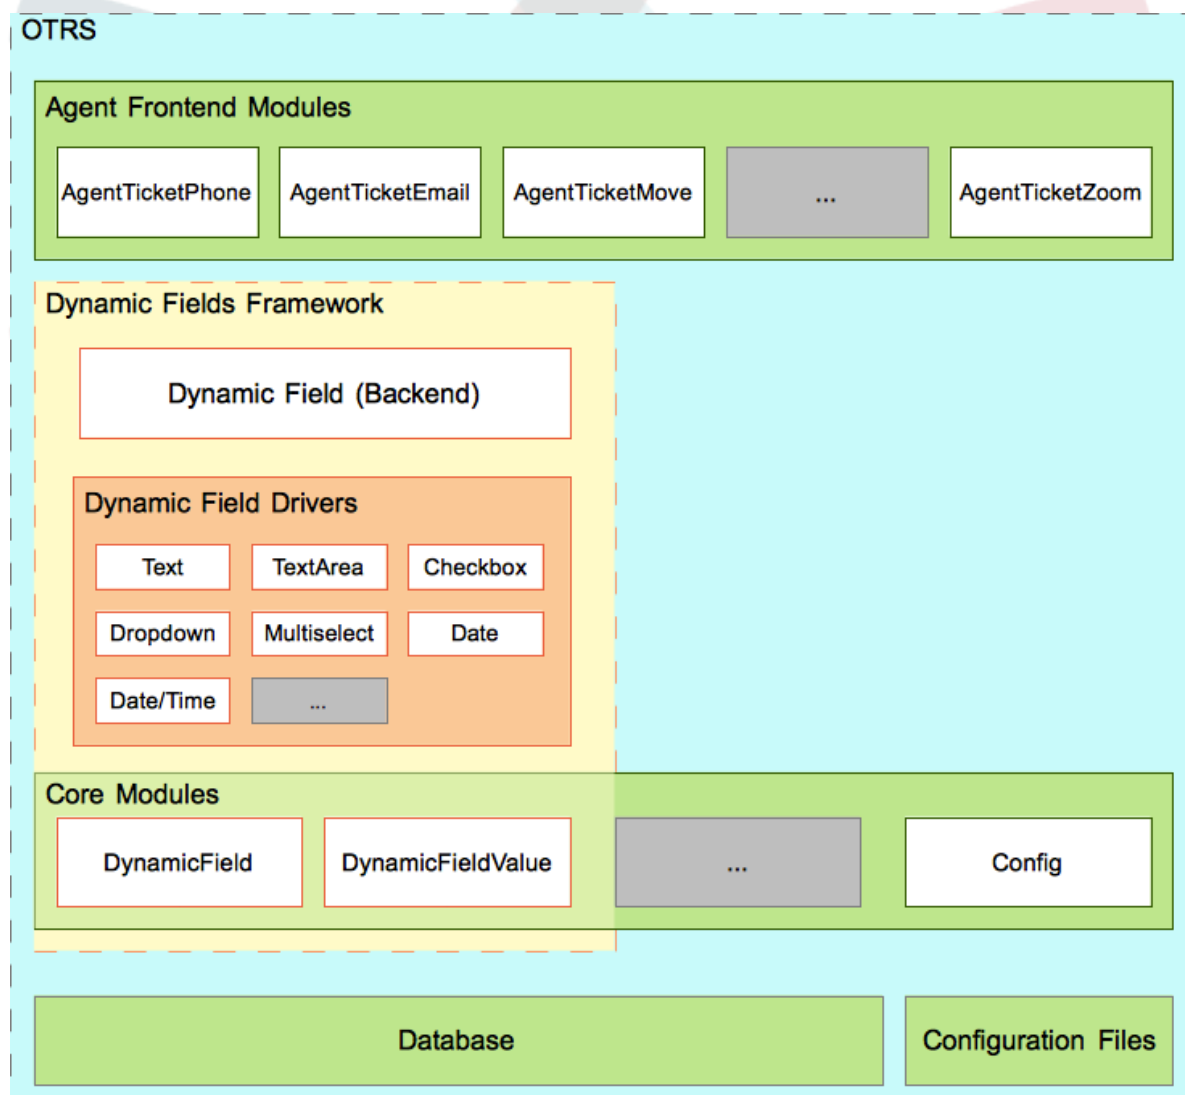 OTRS
Agent Frontend Modules
AgentTicketPhone
AgentTicketEmail
AgentTicketMove
...
AgentTicketZoom
Dynamic Fields Framework
Dynamic Field (Backend)
Dynamic Field Drivers
Text
TextArea
Checkbox
Dropdown
Multiselect
Date
Date/Time
...
Core Modules
DynamicField
DynamicFieldValue
...
Config
Database
Configuration Files